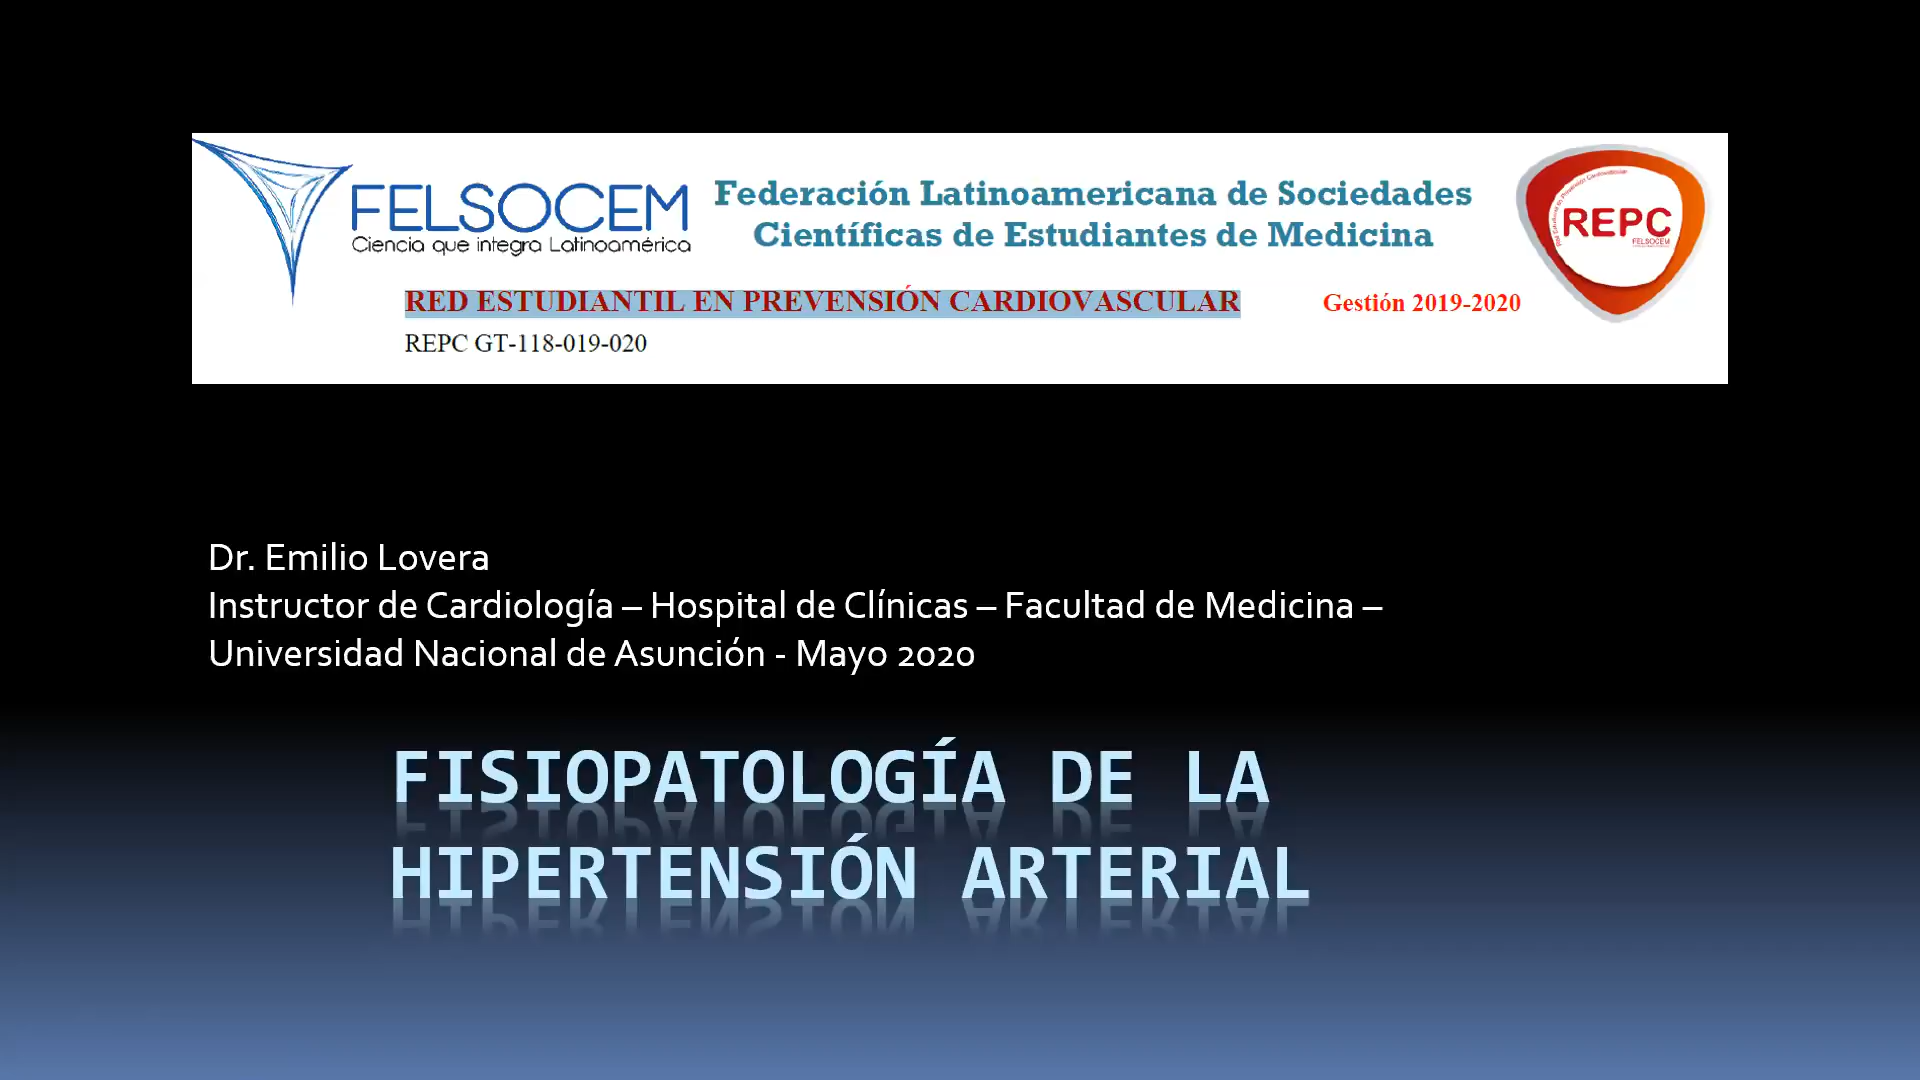 FELSOCEM
Ciencia que integra Latinoamérica
Federación Latinoamericana de Sociedades
Científicas de Estudiantes de Medicina
REPC
FELSOCEM
RED ESTUDIANTIL EN PREVENSIÓN CARDIOVASCULAR
Gestión 2019-2020
REPC GT-118-019-020
Dr. Emilio Lovera
Instructor de Cardiología – Hospital de Clínicas – Facultad de Medicina –
Universidad Nacional de Asunción - Mayo 2020
FISIOPATOLOGÍA DE LA
HIPERTENSIÓN ARTERIAL